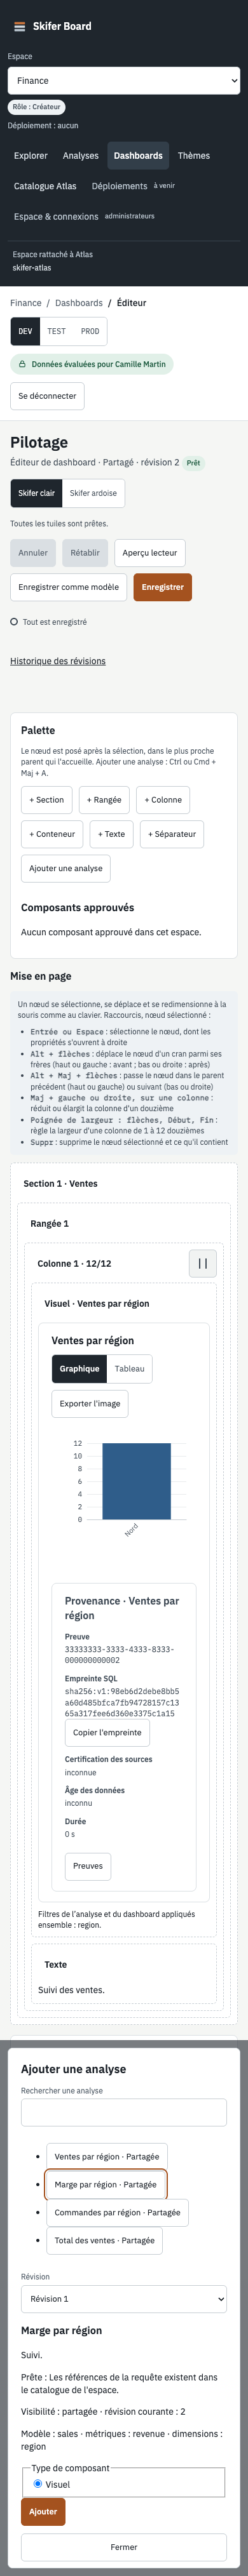 Skifer Board
Espace
Finance
Rôle : Créateur
Déploiement : aucun
Explorer Analyses Dashboards Thèmes
Catalogue Atlas Déploiements à venir
Espace & connexions administrateurs
Espace rattaché à Atlas
skifer-atlas
Finance / Dashboards / Éditeur
DEV TEST PROD
Données évaluées pour Camille Martin
Se déconnecter
Pilotage
Éditeur de dashboard · Partagé · révision 2 Prêt
Skifer clair Skifer ardoise
Toutes les tuiles sont prêtes.
Annuler Rétablir Aperçu lecteur
Enregistrer comme modèle Enregistrer
Tout est enregistré
Historique des révisions
Palette
Le nœud est posé après la sélection, dans le plus proche
parent qui l'accueille. Ajouter une analyse : Ctrl ou Cmd +
Maj + A.
+ Section + Rangée + Colonne
+ Conteneur + Texte + Séparateur
Ajouter une analyse
Composants approuvés
Aucun composant approuvé dans cet espace.
Mise en page
Un nœud se sélectionne, se déplace et se redimensionne à la
souris comme au clavier. Raccourcis, nœud sélectionné :
• Entrée ou Espace : sélectionne le nœud, dont les
propriétés s'ouvrent à droite
• Alt + flèches : déplace le nœud d'un cran parmi ses
frères (haut ou gauche : avant ; bas ou droite : après)
• Alt + Maj + flèches : passe le nœud dans le parent
précédent (haut ou gauche) ou suivant (bas ou droite)
• Maj + gauche ou droite, sur une colonne :
réduit ou élargit la colonne d'un douzième
• Poignée de largeur : flèches, Début, Fin :
règle la largeur d'une colonne de 1 à 12 douzièmes
• Suppr : supprime le nœud sélectionné et ce qu'il contient
Section 1 · Ventes
Rangée 1
Colonne 1 · 12/12
Visuel · Ventes par région
Ventes par région
Graphique Tableau
Exporter l'image
12
10
8
6
4
2
0
Nord
Provenance · Ventes par
région
Preuve
33333333-3333-4333-8333-
000000000002
Empreinte SQL
sha256:v1:98eb6d2debe8bb5
a60d485bfca7fb94728157c13
65a317fee6d360e3375c1a15
Copier l'empreinte
Certification des sources
inconnue
Âge des données
inconnu
Durée
0 s
Preuves
Filtres de l'analyse et du dashboard appliqués
ensemble : region.
Texte
Suivi des ventes.
Ajouter une analyse
Rechercher une analyse
• Ventes par région · Partagée
• Marge par région · Partagée
• Commandes par région · Partagée
• Total des ventes · Partagée
Révision
Révision 1
Marge par région
Suivi.
Prête : Les références de la requête existent dans
le catalogue de l'espace.
Visibilité : partagée · révision courante : 2
Modèle : sales · métriques : revenue · dimensions :
region
Type de composant
Visuel
Ajouter
Fermer